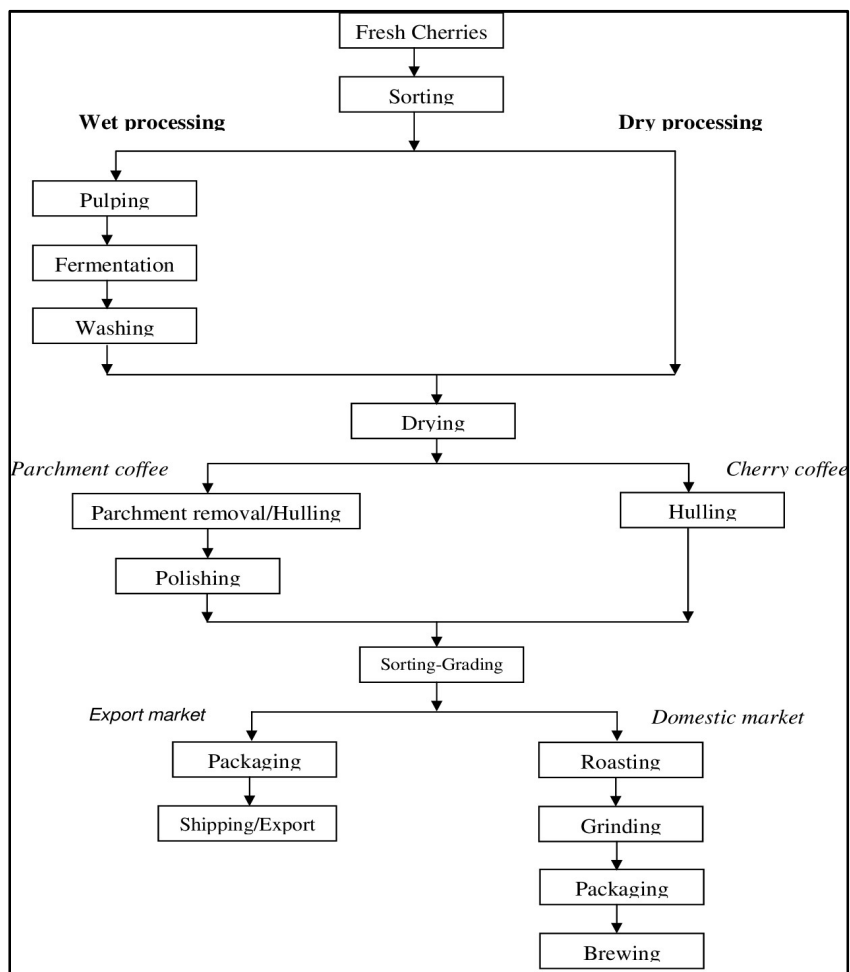 Fresh Cherries
Sorting
Wet processing
Dry processing
Pulping
Fermentation
Washing
Drying
Parchment coffee
Cherry coffee
Parchment removal/Hulling
Hulling
Polishing
Sorting-Grading
Export market
Domestic market
Packaging
Roasting
Shipping/Export
Grinding
Packaging
Brewing